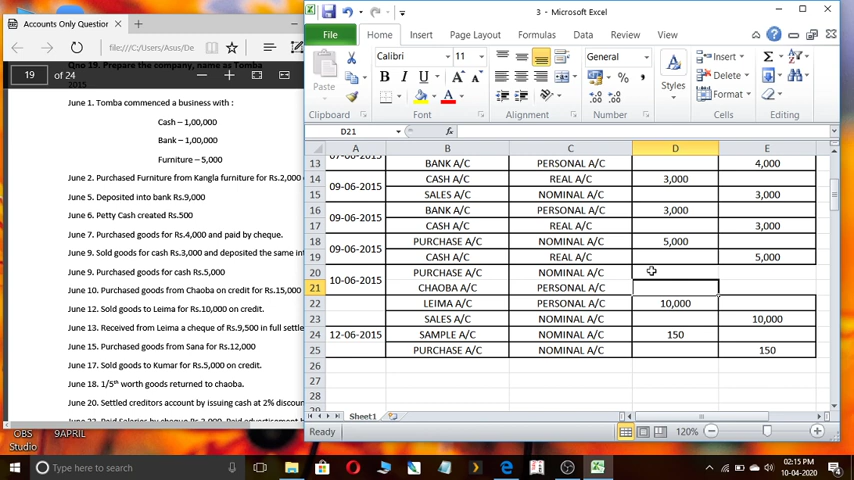 Accounts Only Question
file:///C:/Users/Asus/De
19 of 24
Qno 19. Prepare the company, name as Tomba
2015
June 1. Tomba commenced a business with :
Cash – 1,00,000
Bank – 1,00,000
Furniture – 5,000
June 2. Purchased Furniture from Kangla furniture for Rs.2,000
June 5. Deposited into bank Rs.9,000
June 6. Petty Cash created Rs.500
June 7. Purchased goods for Rs.4,000 and paid by cheque.
June 9. Sold goods for cash Rs.3,000 and deposited the same int
June 9. Purchased goods for cash Rs.5,000
June 10. Purchased goods from Chaoba on credit for Rs.15,000
June 12. Sold goods to Leima for Rs.10,000 on credit.
June 13. Received from Leima a cheque of Rs.9,500 in full settle
June 15. Purchased goods from Sana for Rs.12,000
June 17. Sold goods to Kumar for Rs.5,000 on credit.
June 18. 1/5th worth goods returned to chaoba.
June 20. Settled creditors account by issuing cash at 2% discoun
3 - Microsoft Excel
File Home Insert Page Layout Formulas Data Review View
Calibri 11 General Insert
Paste B I U A A Styles Delete
A % , Format
Clipboard Font Alignment Number Cells Editing
D21 fx
A B C D E
13 07-06-2015 BANK A/C PERSONAL A/C 4,000
14 CASH A/C REAL A/C 3,000
09-06-2015
15 SALES A/C NOMINAL A/C 3,000
16 BANK A/C PERSONAL A/C 3,000
09-06-2015
17 CASH A/C REAL A/C 3,000
18 PURCHASE A/C NOMINAL A/C 5,000
09-06-2015
19 CASH A/C REAL A/C 5,000
20 PURCHASE A/C NOMINAL A/C
10-06-2015
21 CHAOBA A/C PERSONAL A/C
22 LEIMA A/C PERSONAL A/C 10,000
23 SALES A/C NOMINAL A/C 10,000
24 12-06-2015 SAMPLE A/C NOMINAL A/C 150
25 PURCHASE A/C NOMINAL A/C 150
26
27
28
29
Sheet1
Ready 120%
OBS
Studio
9APRIL
Type here to search
02:15 PM
10-04-2020
4